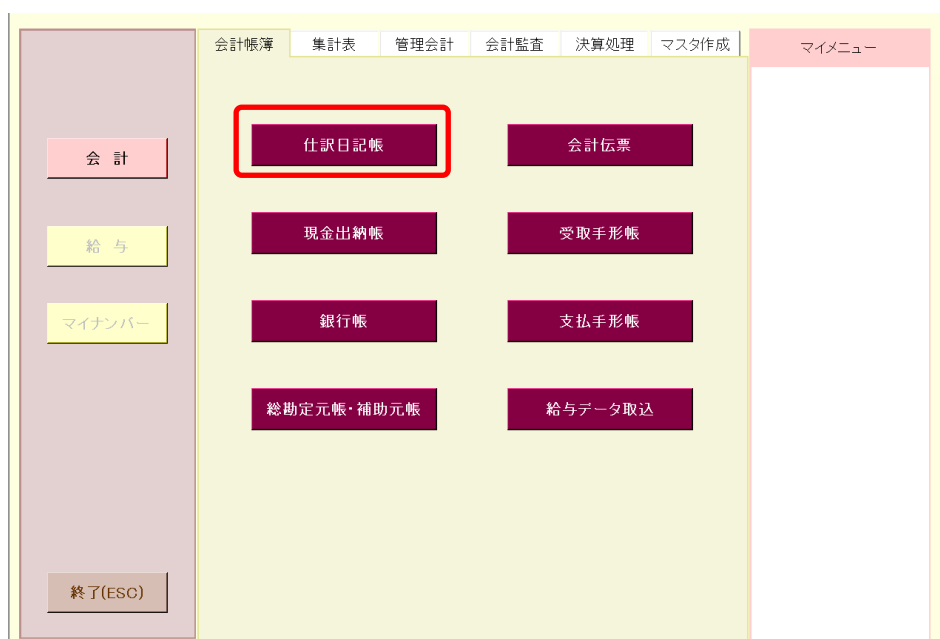 会計帳簿 集計表 管理会計 会計監査 決算処理 マスタ作成 マイメニュー
仕訳日記帳 会計伝票
会 計
現金出納帳 受取手形帳
給 与
マイナンバー 銀行帳 支払手形帳
総勘定元帳・補助元帳 給与データ取込
終了(ESC)